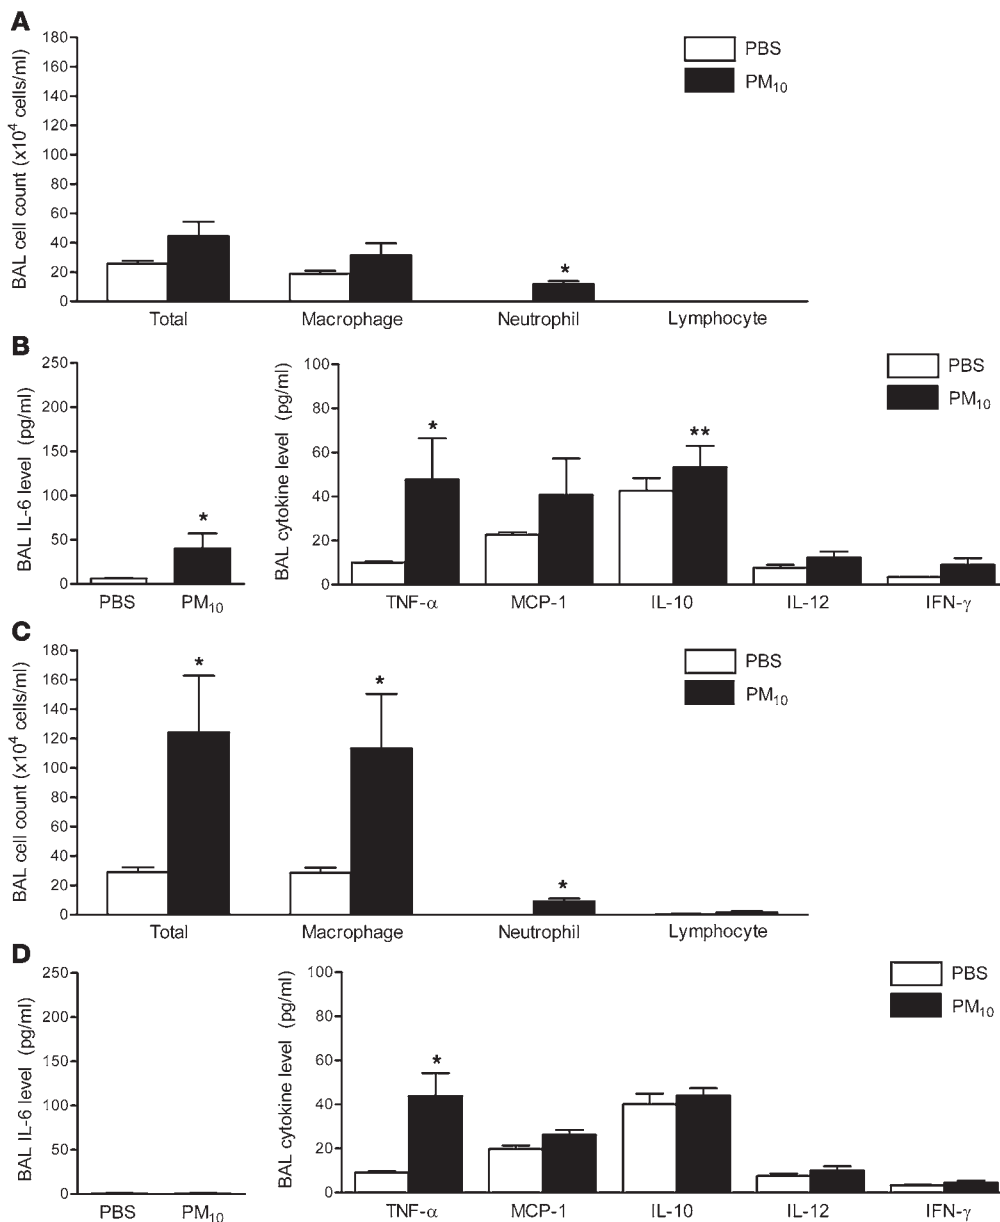 A
BAL cell count (x10⁴ cells/ml)
180
160
140
120
100
80
60
40
20
0
PBS
PM₁₀
*
Total Macrophage Neutrophil Lymphocyte
B
BAL IL-6 level (pg/ml)
250
200
150
100
50
0
*
PBS PM₁₀
BAL cytokine level (pg/ml)
100
80
60
40
20
0
PBS
PM₁₀
* **
TNF-α MCP-1 IL-10 IL-12 IFN-γ
C
BAL cell count (x10⁴ cells/ml)
180
160
140
120
100
80
60
40
20
0
PBS
PM₁₀
* * *
Total Macrophage Neutrophil Lymphocyte
D
BAL IL-6 level (pg/ml)
250
200
150
100
50
0
PBS PM₁₀
BAL cytokine level (pg/ml)
100
80
60
40
20
0
PBS
PM₁₀
*
TNF-α MCP-1 IL-10 IL-12 IFN-γ